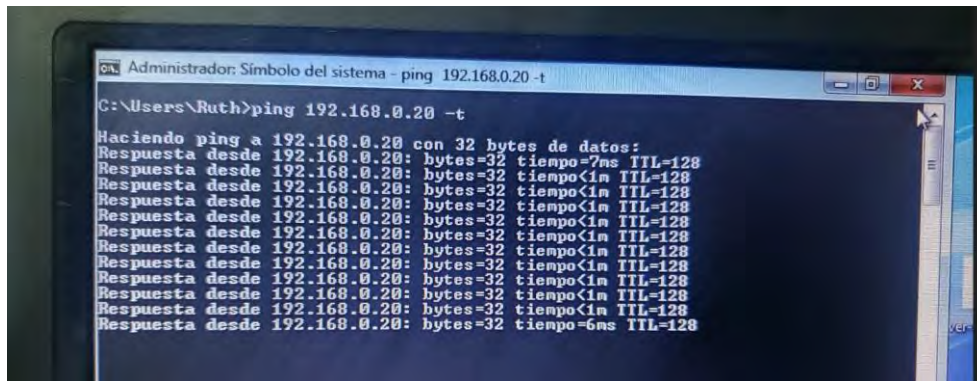 Administrador: Símbolo del sistema - ping 192.168.0.20 -t
C:\Users\Ruth>ping 192.168.0.20 -t
Haciendo ping a 192.168.0.20 con 32 bytes de datos:
Respuesta desde 192.168.0.20: bytes=32 tiempo=7ms TTL=128
Respuesta desde 192.168.0.20: bytes=32 tiempo<1m TTL=128
Respuesta desde 192.168.0.20: bytes=32 tiempo<1m TTL=128
Respuesta desde 192.168.0.20: bytes=32 tiempo<1m TTL=128
Respuesta desde 192.168.0.20: bytes=32 tiempo<1m TTL=128
Respuesta desde 192.168.0.20: bytes=32 tiempo<1m TTL=128
Respuesta desde 192.168.0.20: bytes=32 tiempo<1m TTL=128
Respuesta desde 192.168.0.20: bytes=32 tiempo<1m TTL=128
Respuesta desde 192.168.0.20: bytes=32 tiempo<1m TTL=128
Respuesta desde 192.168.0.20: bytes=32 tiempo<1m TTL=128
Respuesta desde 192.168.0.20: bytes=32 tiempo<1m TTL=128
Respuesta desde 192.168.0.20: bytes=32 tiempo=6ms TTL=128